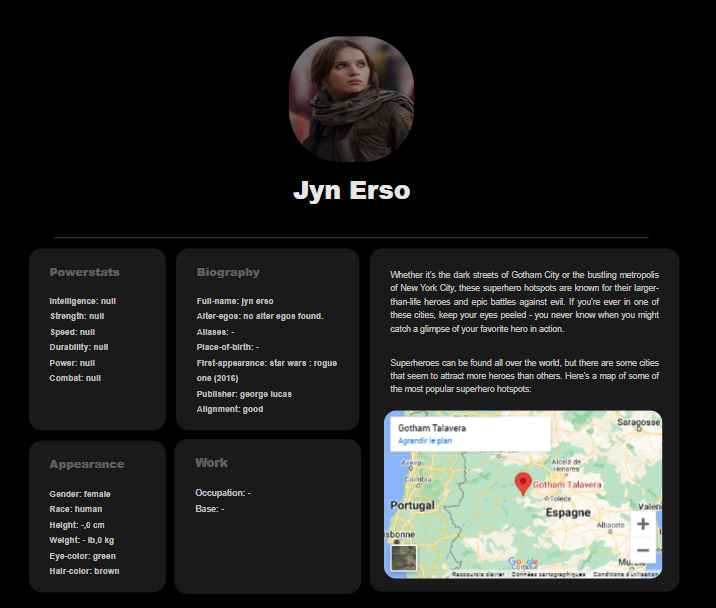 Jyn Erso
Powerstats
Intelligence: null
Strength: null
Speed: null
Durability: null
Power: null
Combat: null
Biography
Full-name: jyn erso
Alter-egos: no alter egos found.
Aliases: -
Place-of-birth: -
First-appearance: star wars : rogue
one (2016)
Publisher: george lucas
Alignment: good
Appearance
Gender: female
Race: human
Height: -,0 cm
Weight: - lb,0 kg
Eye-color: green
Hair-color: brown
Work
Occupation: -
Base: -
Whether it's the dark streets of Gotham City or the bustling metropolis
of New York City, these superhero hotspots are known for their larger-
than-life heroes and epic battles against evil. If you're ever in one of
these cities, keep your eyes peeled - you never know when you might
catch a glimpse of your favorite hero in action.
Superheroes can be found all over the world, but there are some cities
that seem to attract more heroes than others. Here's a map of some of
the most popular superhero hotspots:
Gotham Talavera
Agrandir le plan
Saragosse
Aveiro
Coimbra
Alcalá de
Henares
Gotham Talavera
Toledo
Portugal
Espagne
Albacete
Valen
isbonne
Google
Cordoue
Raccourcis clavier
Données cartographiques
Conditions d'utilisation